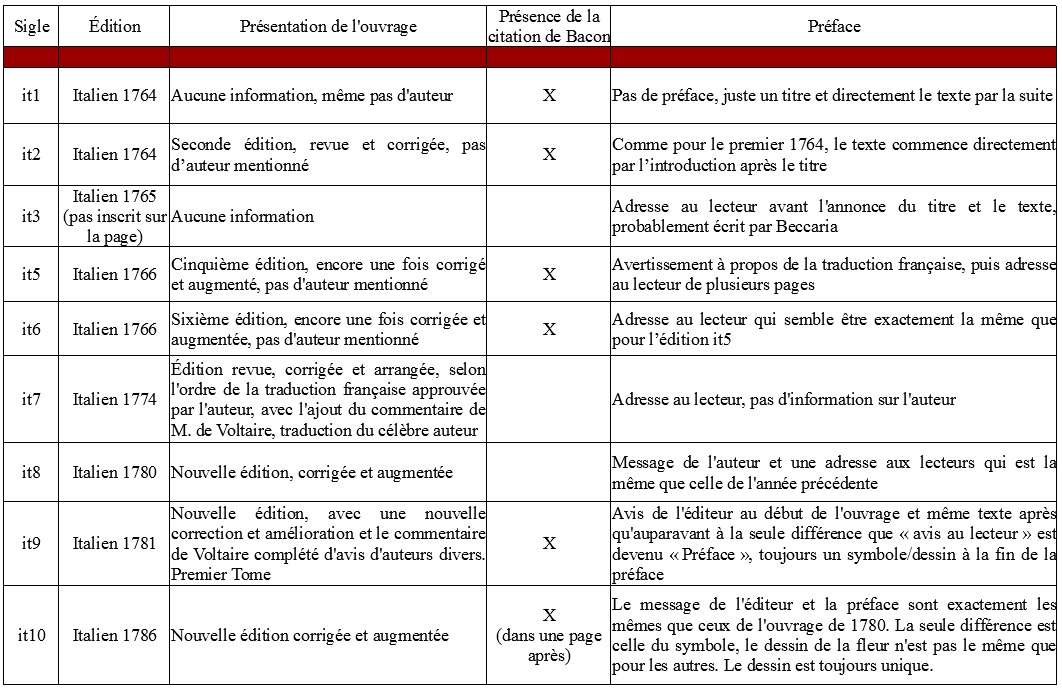 Sigle
Édition
Présentation de l'ouvrage
Présence de la
citation de Bacon
Préface
it1
Italien 1764
Aucune information, même pas d'auteur
X
Pas de préface, juste un titre et directement le texte par la suite
it2
Italien 1764
Seconde édition, revue et corrigée, pas
d’auteur mentionné
X
Comme pour le premier 1764, le texte commence directement
par l’introduction après le titre
it3
Italien 1765
(pas inscrit sur
la page)
Aucune information
Adresse au lecteur avant l'annonce du titre et le texte,
probablement écrit par Beccaria
it5
Italien 1766
Cinquième édition, encore une fois corrigé
et augmenté, pas d'auteur mentionné
X
Avertissement à propos de la traduction française, puis adresse
au lecteur de plusieurs pages
it6
Italien 1766
Sixième édition, encore une fois corrigée et
augmentée, pas d'auteur mentionné
X
Adresse au lecteur qui semble être exactement la même que
pour l’édition it5
it7
Italien 1774
Édition revue, corrigée et arrangée, selon
l'ordre de la traduction française approuvée
par l'auteur, avec l'ajout du commentaire de
M. de Voltaire, traduction du célèbre auteur
Adresse au lecteur, pas d'information sur l'auteur
it8
Italien 1780
Nouvelle édition, corrigée et augmentée
Message de l'auteur et une adresse aux lecteurs qui est la
même que celle de l'année précédente
it9
Italien 1781
Nouvelle édition, avec une nouvelle
correction et amélioration et le commentaire
de Voltaire complété d'avis d'auteurs divers.
Premier Tome
X
Avis de l'éditeur au début de l'ouvrage et même texte après
qu'auparavant à la seule différence que « avis au lecteur » est
devenu « Préface », toujours un symbole/dessin à la fin de la
préface
it10
Italien 1786
Nouvelle édition corrigée et augmentée
X
(dans une page
après)
Le message de l'éditeur et la préface sont exactement les
mêmes que ceux de l'ouvrage de 1780. La seule différence est
celle du symbole, le dessin de la fleur n'est pas le même que
pour les autres. Le dessin est toujours unique.